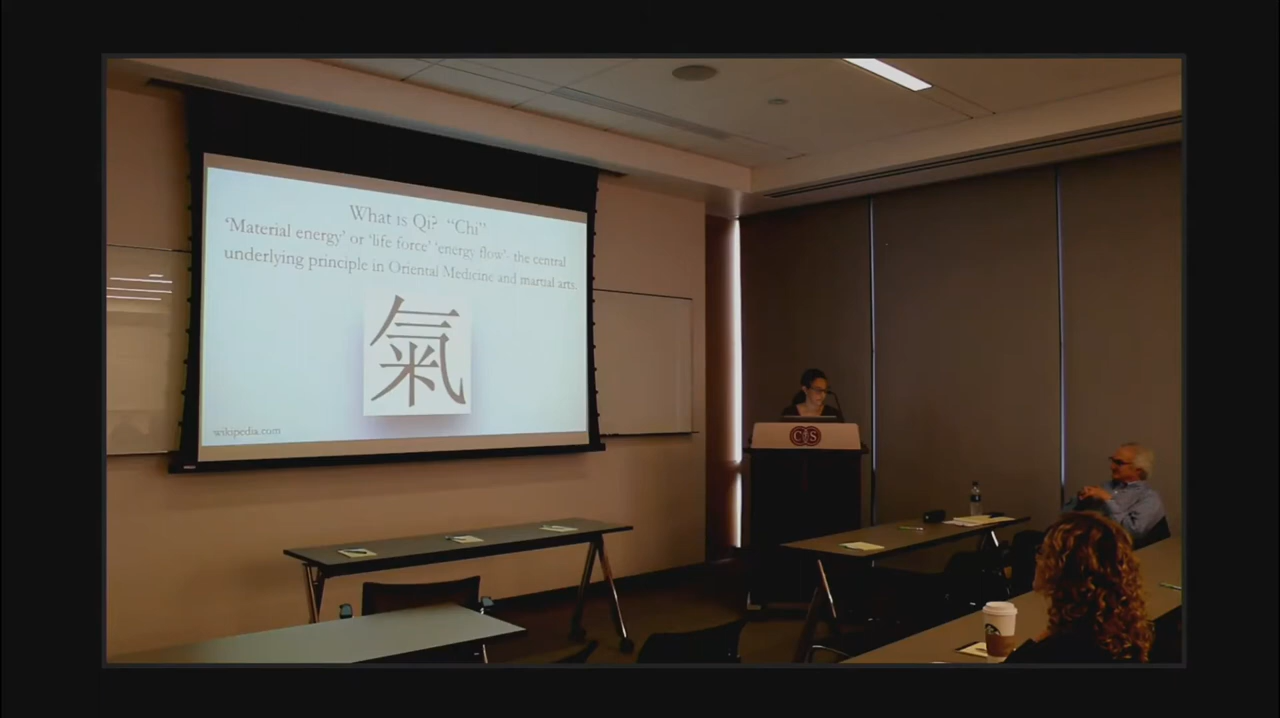 What is Qi? “Chi”
‘Material energy’ or ‘life force’ ‘energy flow’- the central
underlying principle in Oriental Medicine and martial arts.
氣
wikipedia.com